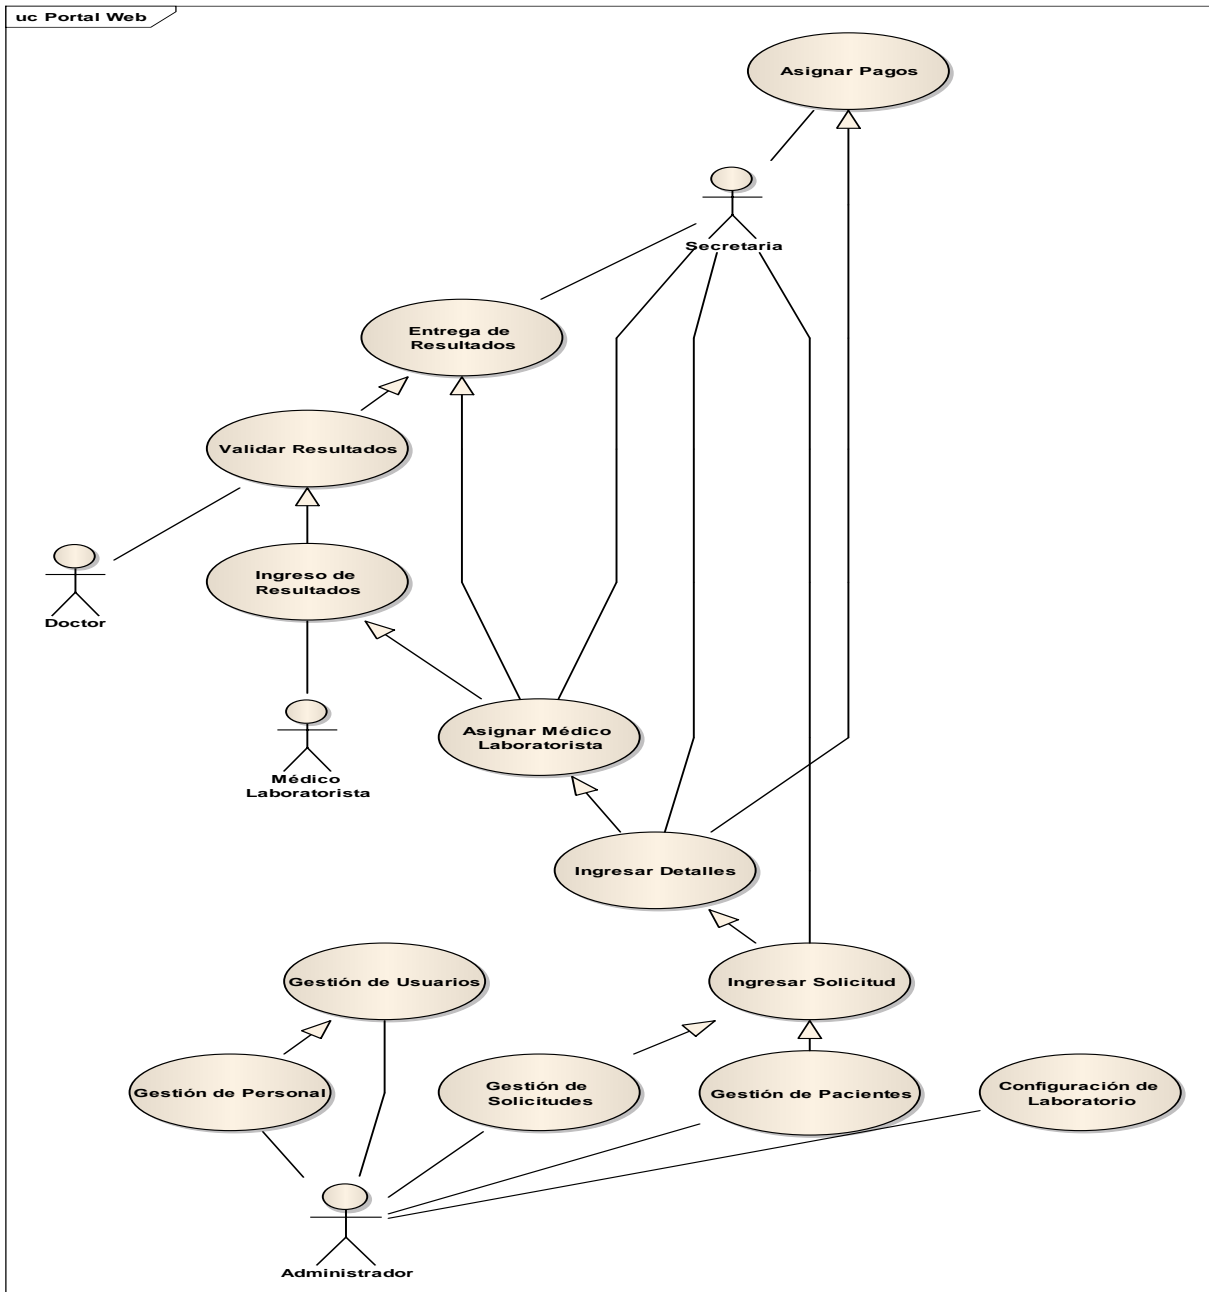 uc Portal Web
Asignar Pagos
Secretaria
Entrega de
Resultados
Validar Resultados
Ingreso de
Resultados
Doctor
Asignar Médico
Laboratorista
Médico
Laboratorista
Ingresar Detalles
Gestión de Usuarios
Ingresar Solicitud
Gestión de Personal
Gestión de
Solicitudes
Gestión de Pacientes
Configuración de
Laboratorio
Administrador